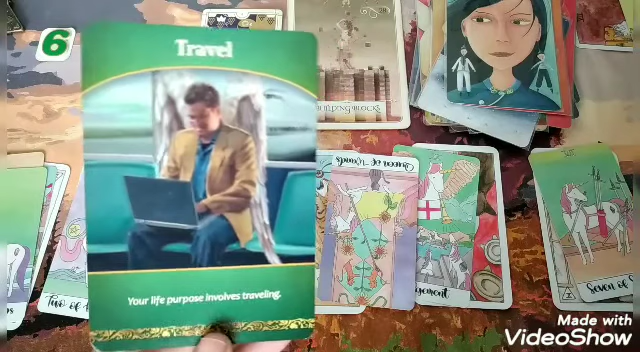 6
Travel
BUILDING BLOCKS
Queen of Wands
Your life purpose involves traveling.
Two of
Seven of
Made with
VideoShow